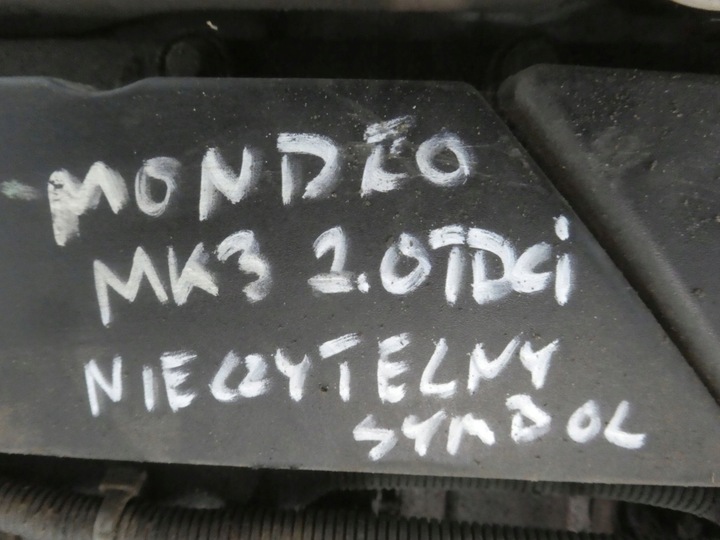 MONDEO
MK3 2.0TDCi
NIECZYTELNY
SYMBOL